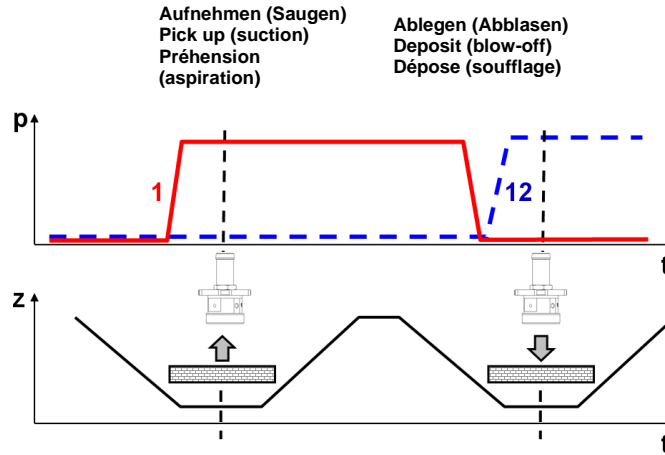 Aufnehmen (Saugen)
Pick up (suction)
Préhension
(aspiration)
Ablegen (Abblasen)
Deposit (blow-off)
Dépose (soufflage)
p
1
12
t
z
t